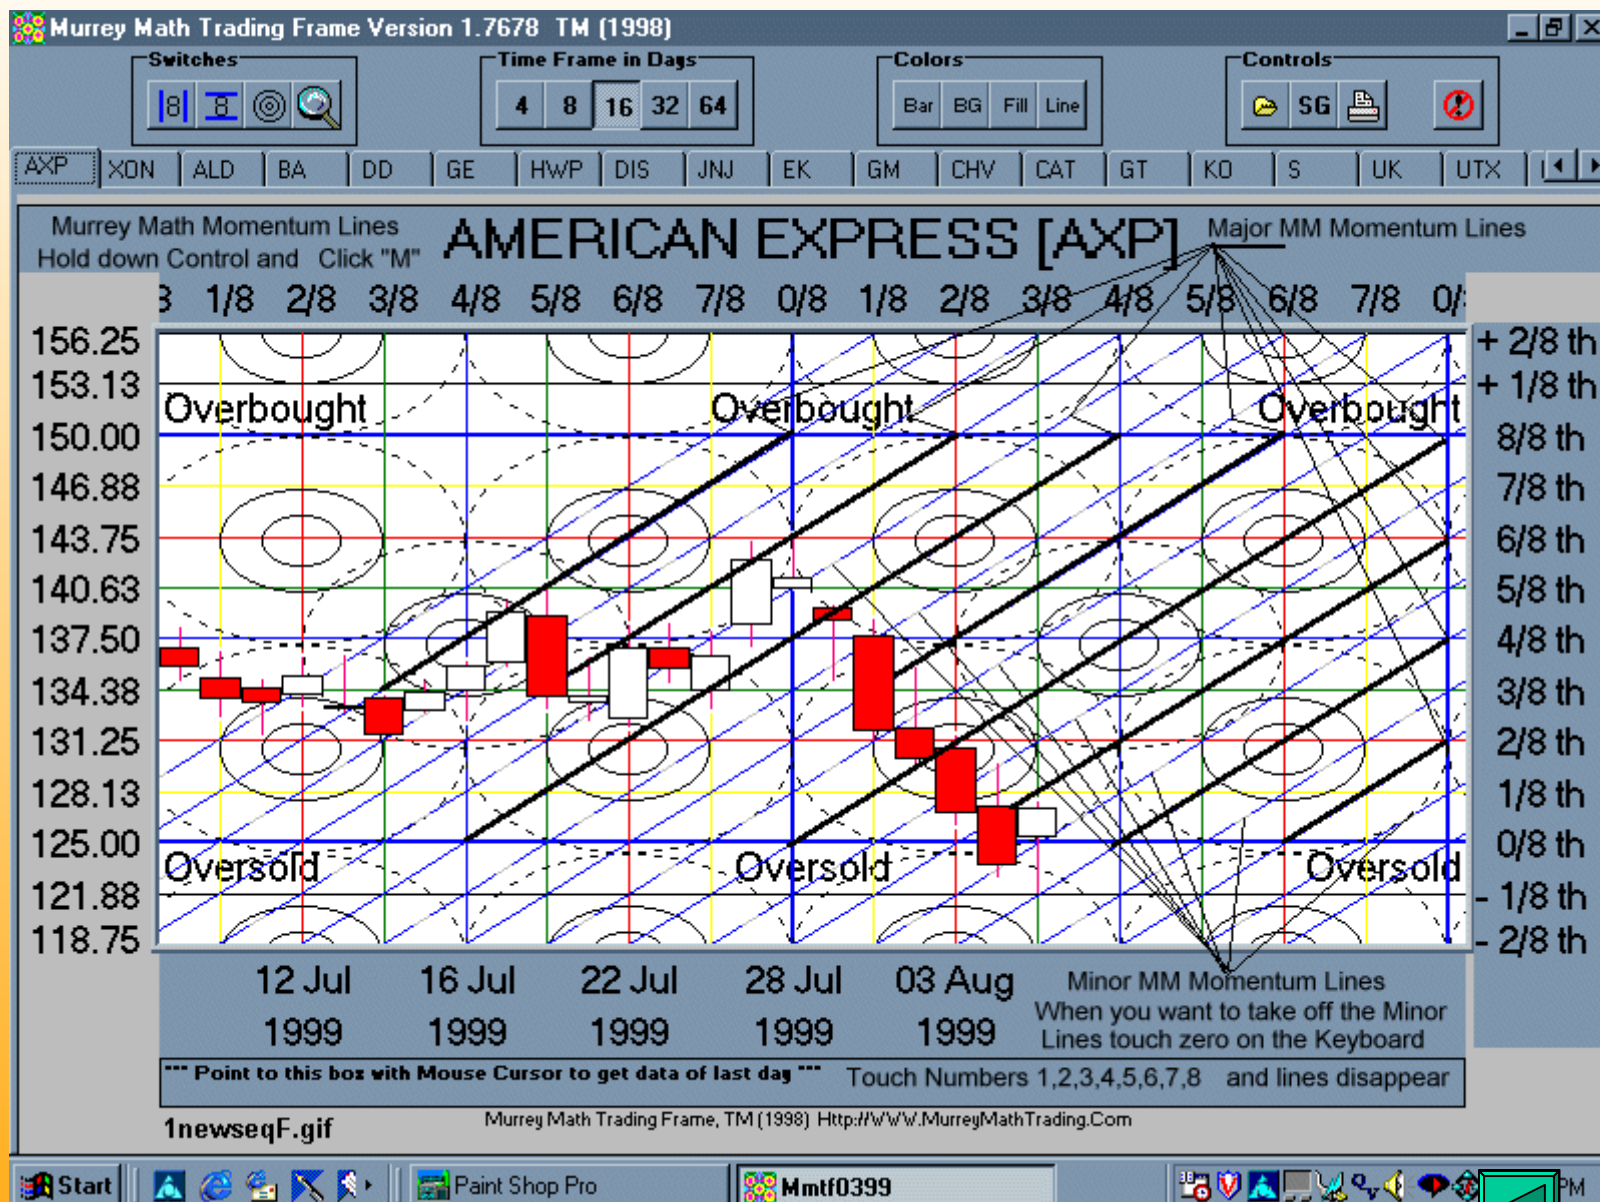 Murrey Math Trading Frame Version 1.7678 TM (1998)
Switches
Time Frame in Days
Colors
Controls
8 8
4 8 16 32 64
Bar BG Fill Line
SG
AXP XON ALD BA DD GE HWP DIS JNJ EK GM CHV CAT GT KO S UK UTX
Murrey Math Momentum Lines
Hold down Control and Click "M"
AMERICAN EXPRESS [AXP]
Major MM Momentum Lines
1/8 2/8 3/8 4/8 5/8 6/8 7/8 0/8 1/8 2/8 3/8 4/8 5/8 6/8 7/8 0/
156.25 + 2/8 th
153.13 + 1/8 th
Overbought Overbought Overbought
150.00 8/8 th
146.88 7/8 th
143.75 6/8 th
140.63 5/8 th
137.50 4/8 th
134.38 3/8 th
131.25 2/8 th
128.13 1/8 th
125.00 0/8 th
Oversold Oversold Oversold
121.88 - 1/8 th
118.75 - 2/8 th
12 Jul 16 Jul 22 Jul 28 Jul 03 Aug
1999 1999 1999 1999 1999
Minor MM Momentum Lines
When you want to take off the Minor
Lines touch zero on the Keyboard
*** Point to this box with Mouse Cursor to get data of last day ***
Touch Numbers 1,2,3,4,5,6,7,8 and lines disappear
1newseqF.gif
Murrey Math Trading Frame, TM (1998) Http://WWW.MurreyMathTrading.Com
Start
Paint Shop Pro
Mmtf0399
PM